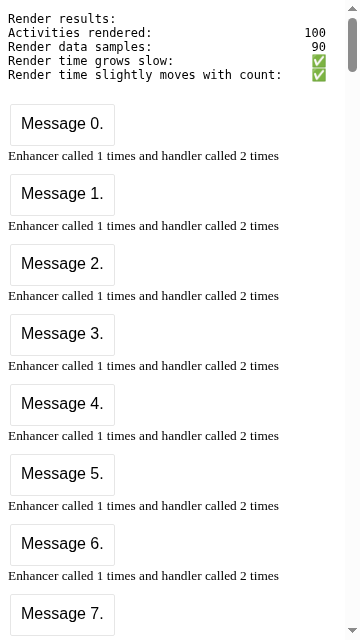 Render results:
Activities rendered: 100
Render data samples: 90
Render time grows slow: ✅
Render time slightly moves with count: ✅
Message 0.
Enhancer called 1 times and handler called 2 times
Message 1.
Enhancer called 1 times and handler called 2 times
Message 2.
Enhancer called 1 times and handler called 2 times
Message 3.
Enhancer called 1 times and handler called 2 times
Message 4.
Enhancer called 1 times and handler called 2 times
Message 5.
Enhancer called 1 times and handler called 2 times
Message 6.
Enhancer called 1 times and handler called 2 times
Message 7.